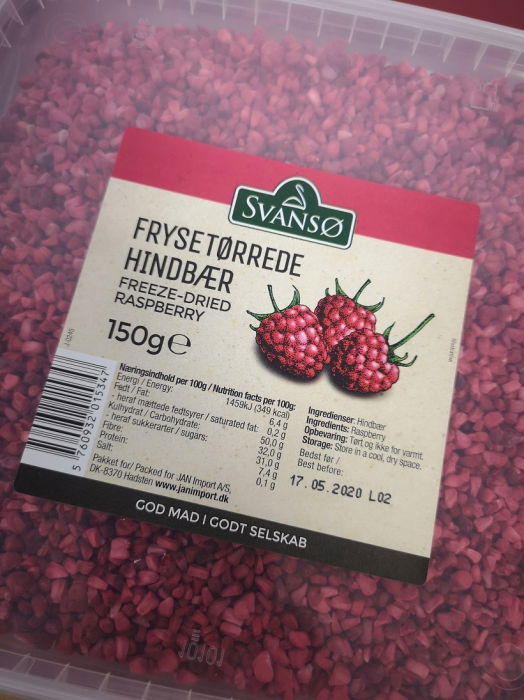 SVANSØ
FRYSETØRREDE
HINDBÆR
FREEZE-DRIED
RASPBERRY
150g℮
5 760932 015347
Næringsindhold per 100g / Nutrition facts per 100g:
Energi / Energy: 1459kJ (349 kcal)
Fedt / Fat: 6,4 g
- heraf mættede fedtsyrer / saturated fat: 0,2 g
Kulhydrat / Carbohydrate: 50,0 g
- heraf sukkerarter / sugars: 32,0 g
Fibre: 31,0 g
Protein: 7,4 g
Salt: 0,1 g
Pakket for/ Packed for JAN Import A/S,
DK-8370 Hadsten www.janimport.dk
Ingredienser: Hindbær
Ingredients: Raspberry
Opbevaring: Tørt og ikke for varmt.
Storage: Store in a cool, dry space.
Bedst før /
Best before:
17.05.2020 L02
GOD MAD I GODT SELSKAB